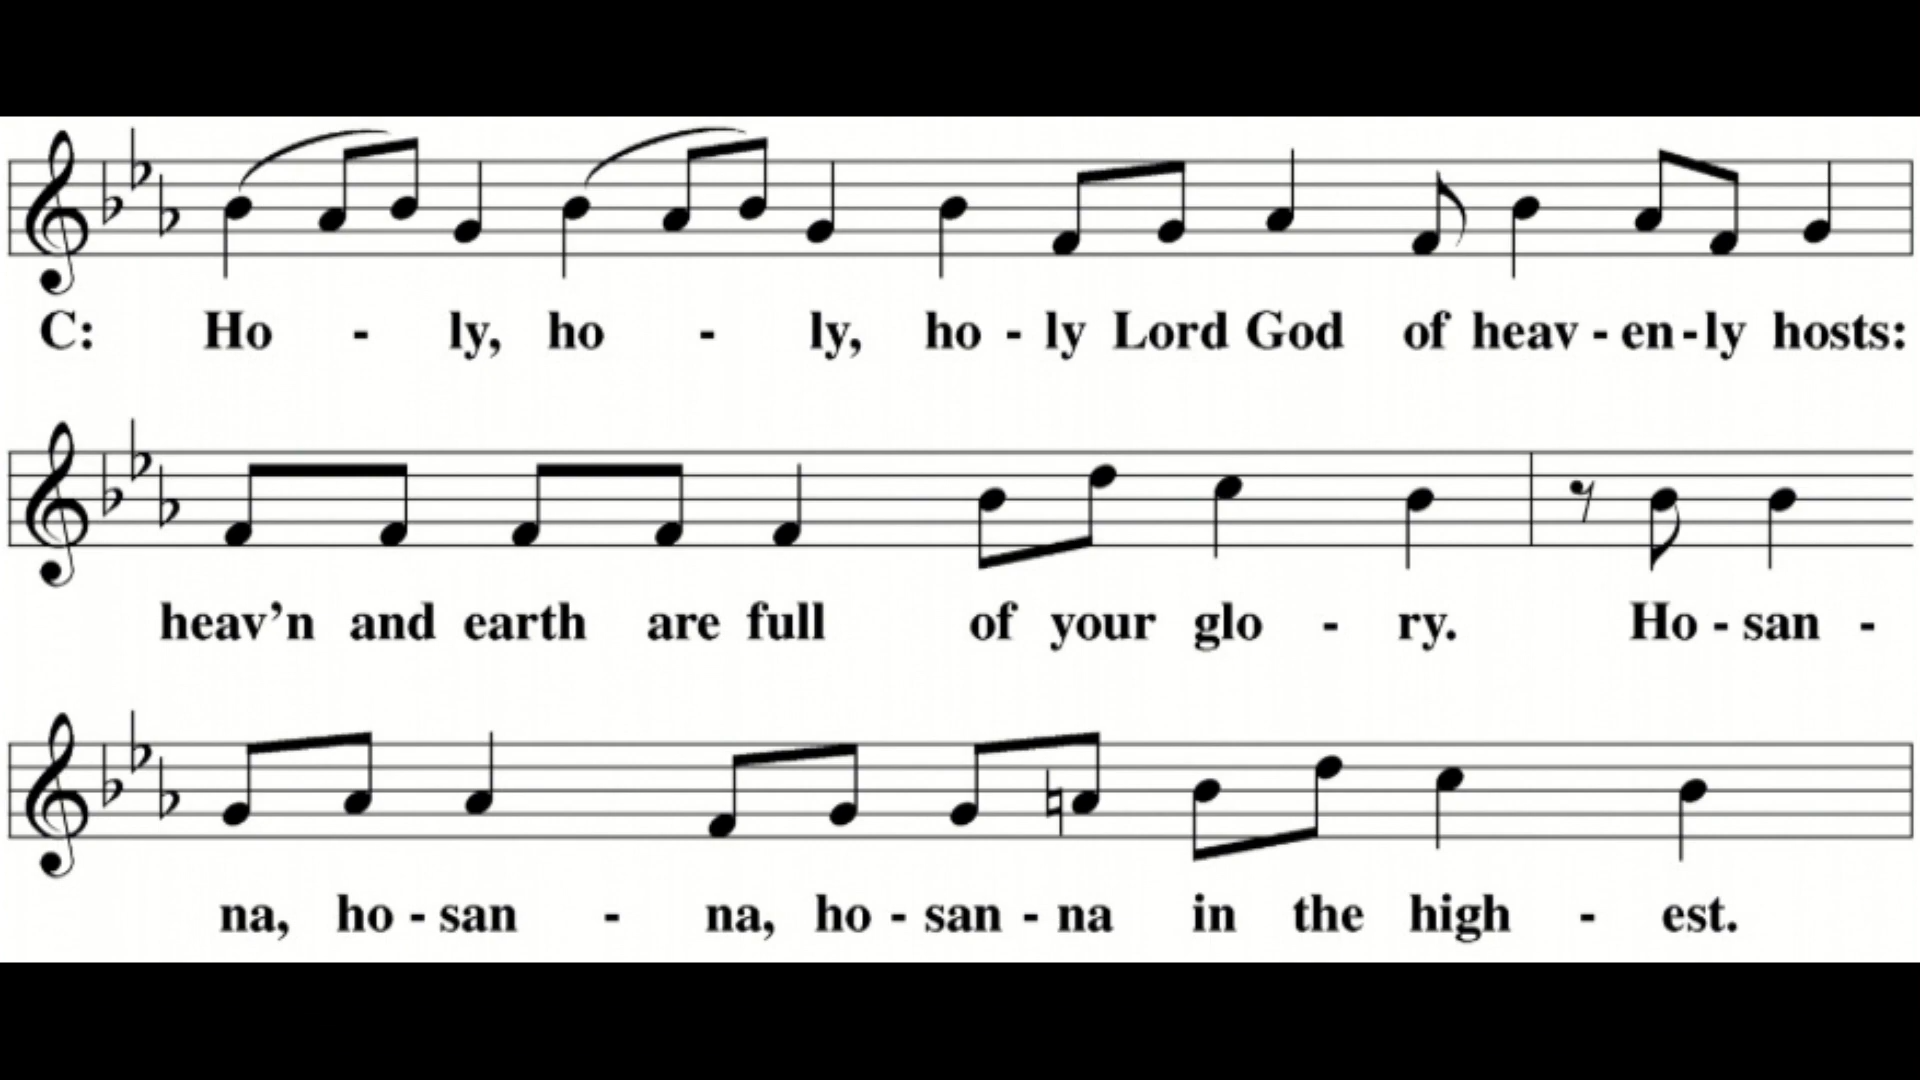 C: Ho - ly, ho - ly, ho - ly Lord God of heav - en - ly hosts:
heav’n and earth are full of your glo - ry. Ho - san -
na, ho - san - na, ho - san - na in the high - est.